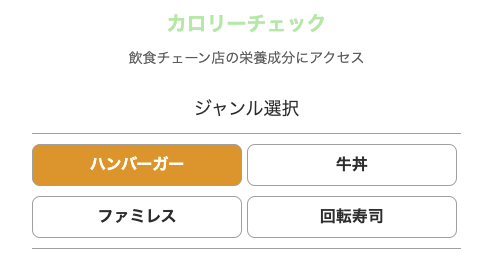 カロリーチェック
飲食チェーン店の栄養成分にアクセス
ジャンル選択
ハンバーガー
牛丼
ファミレス
回転寿司